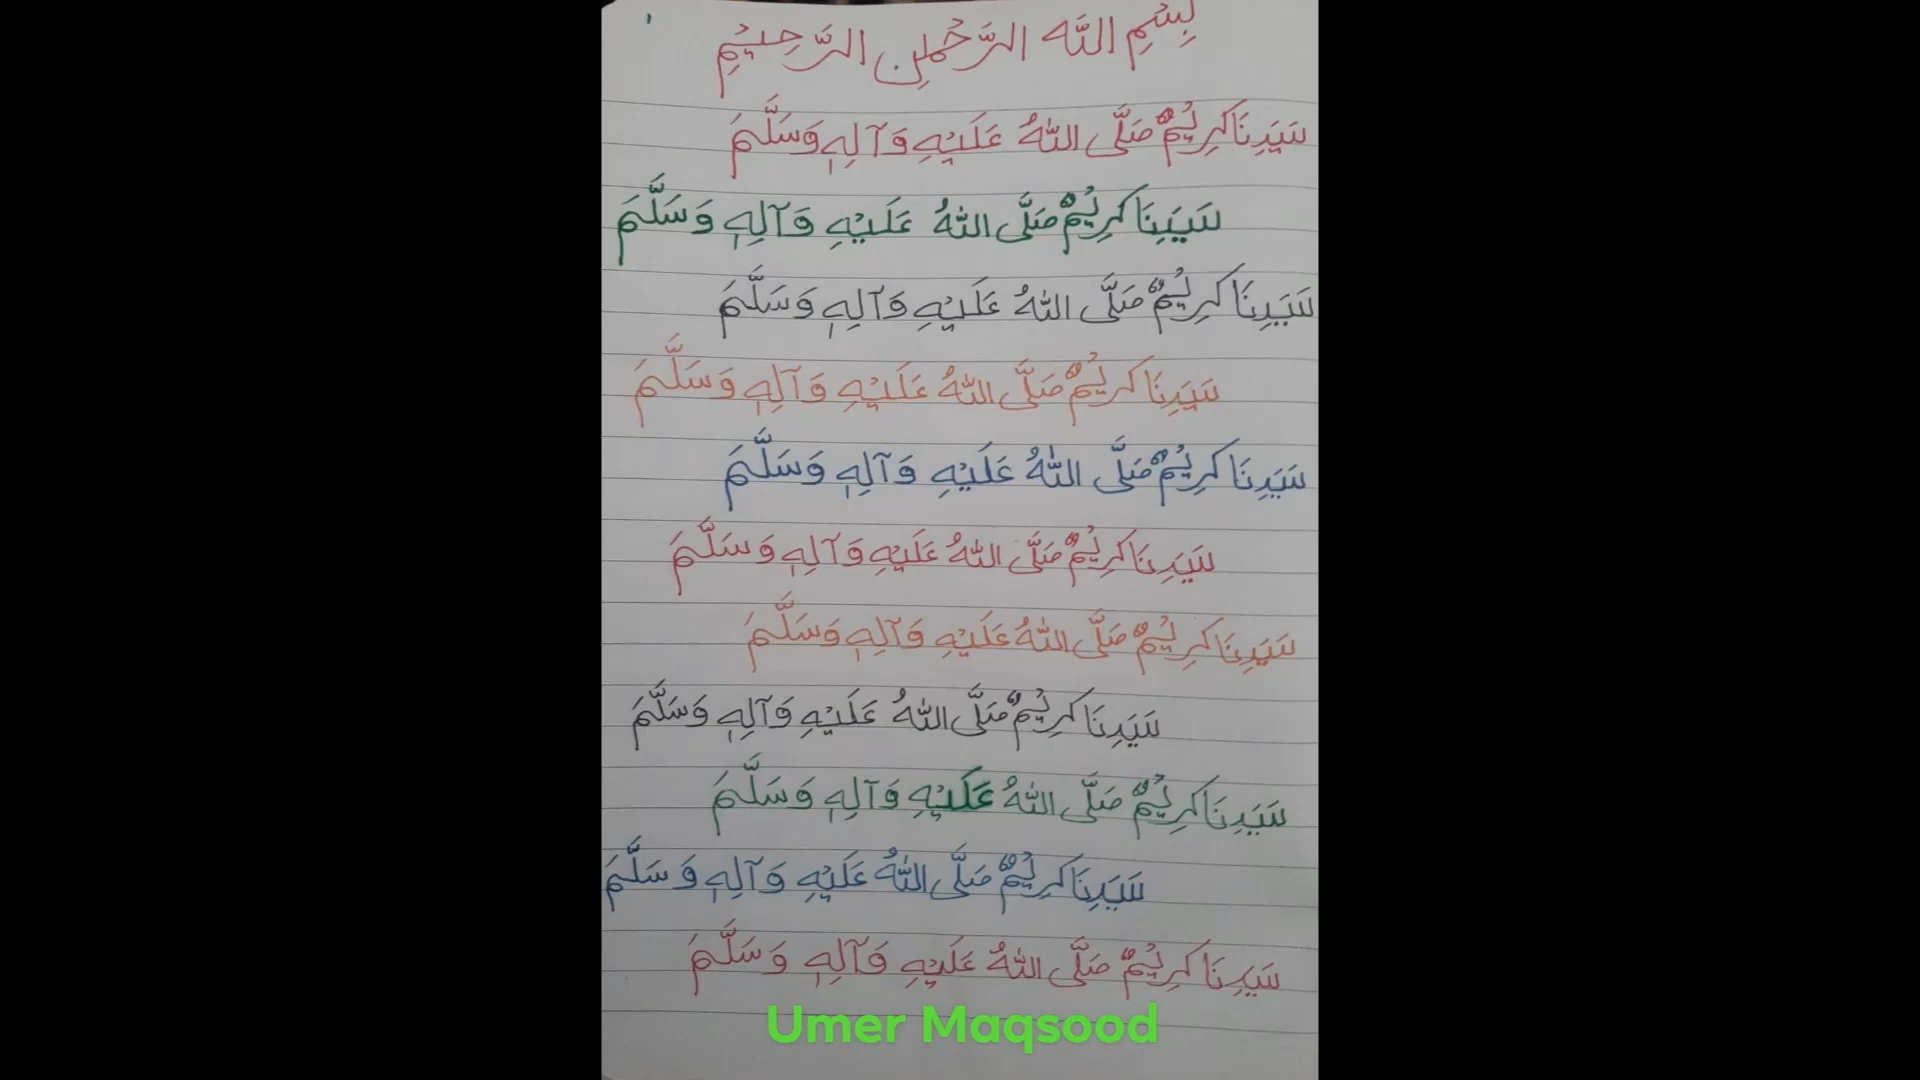 ١
بِسْمِ اللَّه الرَّحْمٰنِ الرَّحِيْمِ
سَيَدِنَا كَرِيْمٌ صَلَّى اللّٰهُ عَلَيْهِ وَآلِهٖ وَسَلَّمَ
سَيَدِنَا كَرِيْمٌ صَلَّى اللّٰهُ عَلَيْهِ وَآلِهٖ وَسَلَّمَ
سَيَدِنَا كَرِيْمٌ صَلَّى اللّٰهُ عَلَيْهِ وَآلِهٖ وَسَلَّمَ
سَيَدِنَا كَرِيْمٌ صَلَّى اللّٰهُ عَلَيْهِ وَآلِهٖ وَسَلَّمَ
سَيَدِنَا كَرِيْمٌ صَلَّى اللّٰهُ عَلَيْهِ وَآلِهٖ وَسَلَّمَ
سَيَدِنَا كَرِيْمٌ صَلَّى اللّٰهُ عَلَيْهِ وَآلِهٖ وَسَلَّمَ
سَيَدِنَا كَرِيْمٌ صَلَّى اللّٰهُ عَلَيْهِ وَآلِهٖ وَسَلَّمَ
سَيَدِنَا كَرِيْمٌ صَلَّى اللّٰهُ عَلَيْهِ وَآلِهٖ وَسَلَّمَ
سَيَدِنَا كَرِيْمٌ صَلَّى اللّٰهُ عَلَيْهِ وَآلِهٖ وَسَلَّمَ
سَيَدِنَا كَرِيْمٌ صَلَّى اللّٰهُ عَلَيْهِ وَآلِهٖ وَسَلَّمَ
سَيَدِنَا كَرِيْمٌ صَلَّى اللّٰهُ عَلَيْهِ وَآلِهٖ وَسَلَّمَ
Umer Maqsood